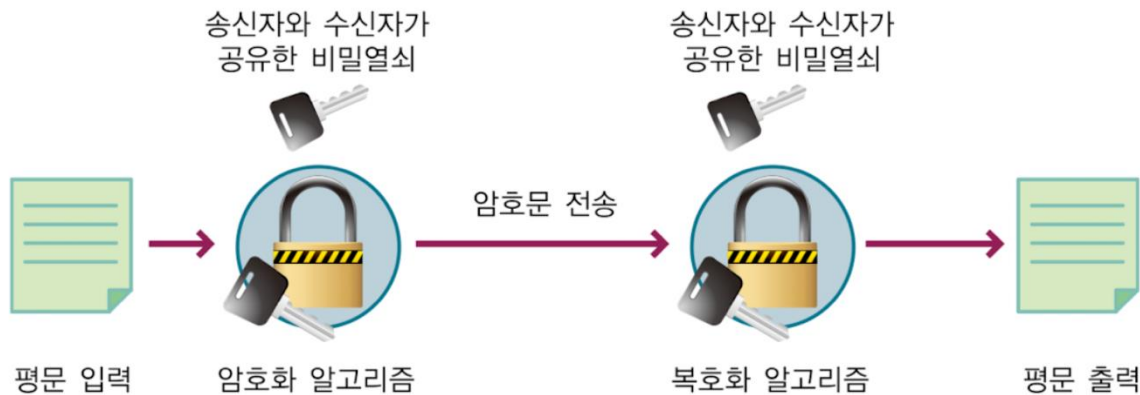 송신자와 수신자가
공유한 비밀열쇠
송신자와 수신자가
공유한 비밀열쇠
암호문 전송
평문 입력
암호화 알고리즘
복호화 알고리즘
평문 출력